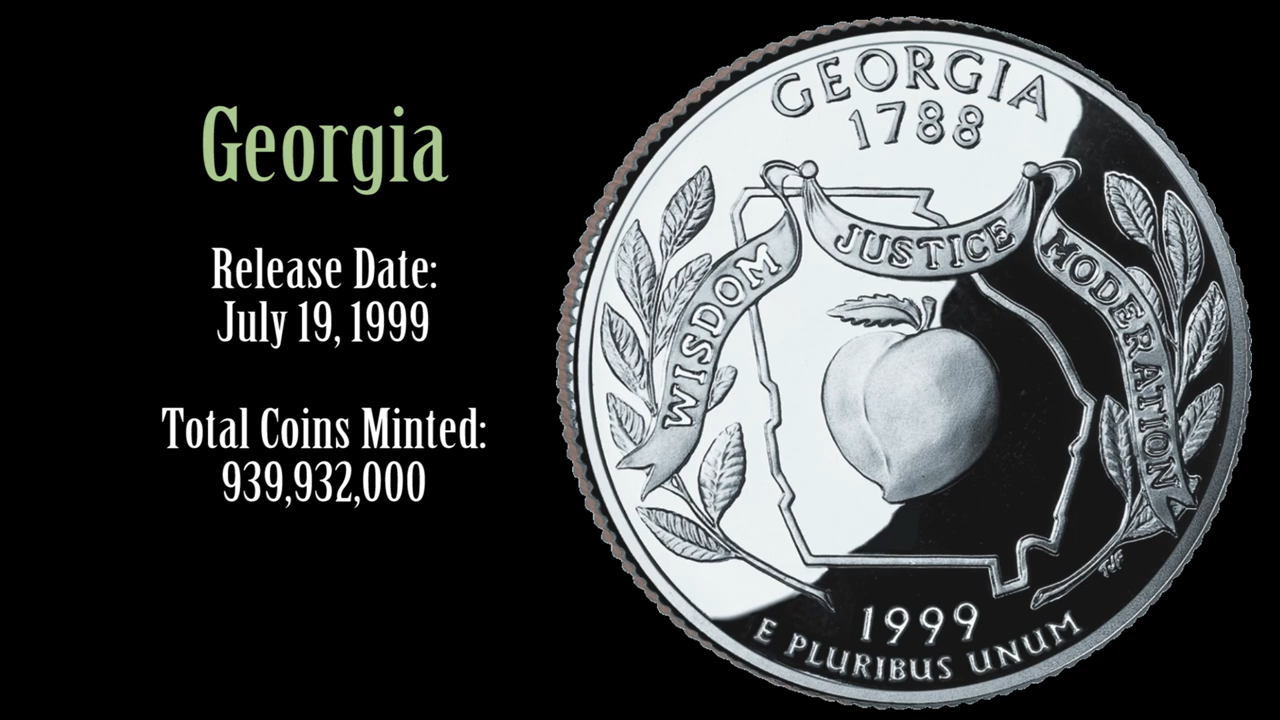 Georgia
Release Date:
July 19, 1999
Total Coins Minted:
939,932,000
GEORGIA
1788
WISDOM
JUSTICE
MODERATION
TJF
1999
E PLURIBUS UNUM